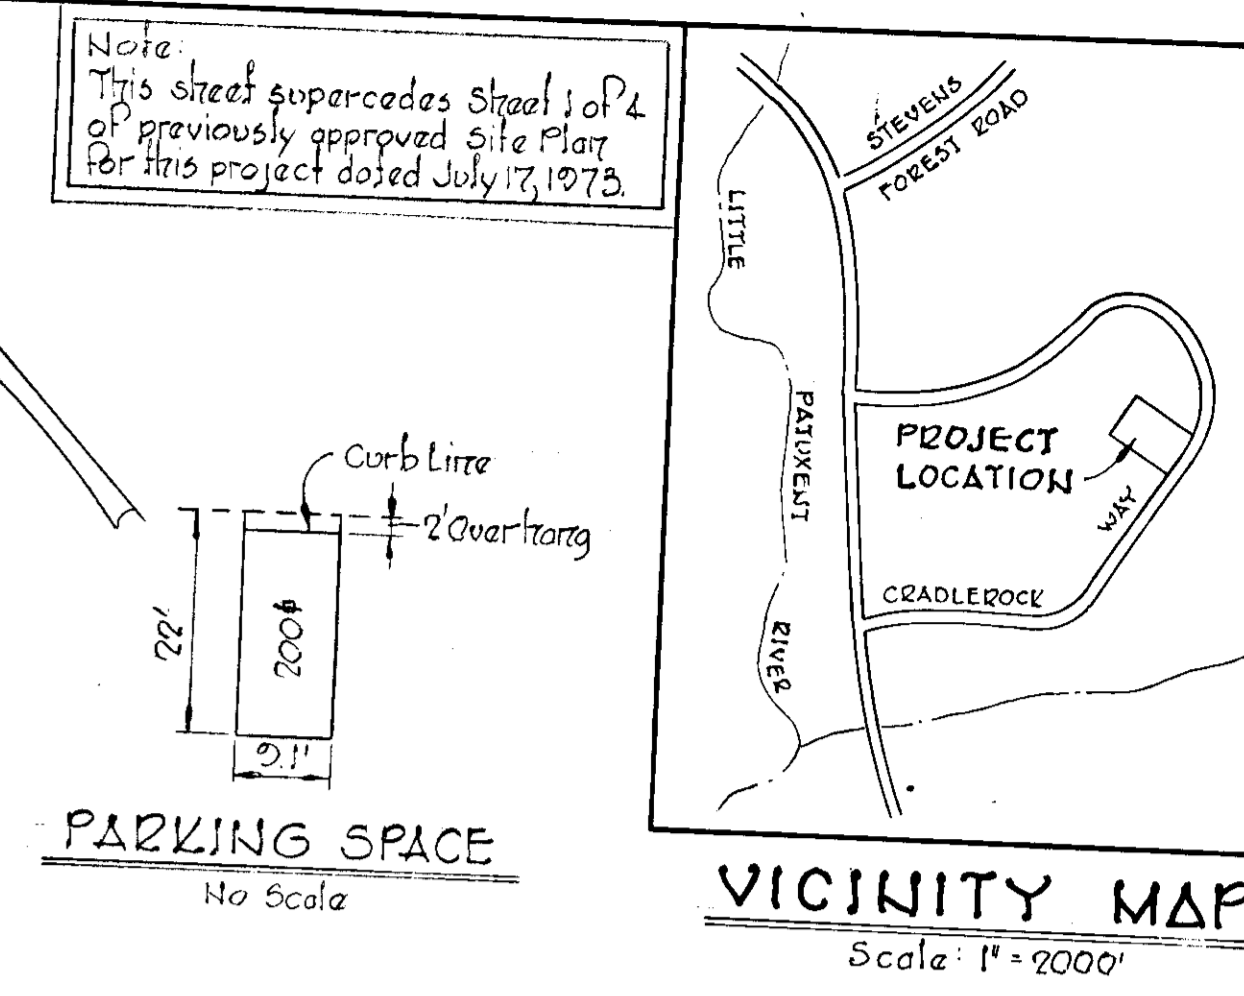 Note:
This sheet supercedes Sheet 1 of 4
of previously approved Site Plan
for this project dated July 17, 1973.
Curb Line
2' Overhang
22'
200⌀
9.1'
PARKING SPACE
No Scale
STEVENS
FOREST ROAD
LITTLE
PATUXENT
RIVER
PROJECT
LOCATION
WAY
CRADLEROCK
VICINITY MAP
Scale: 1" = 2000'